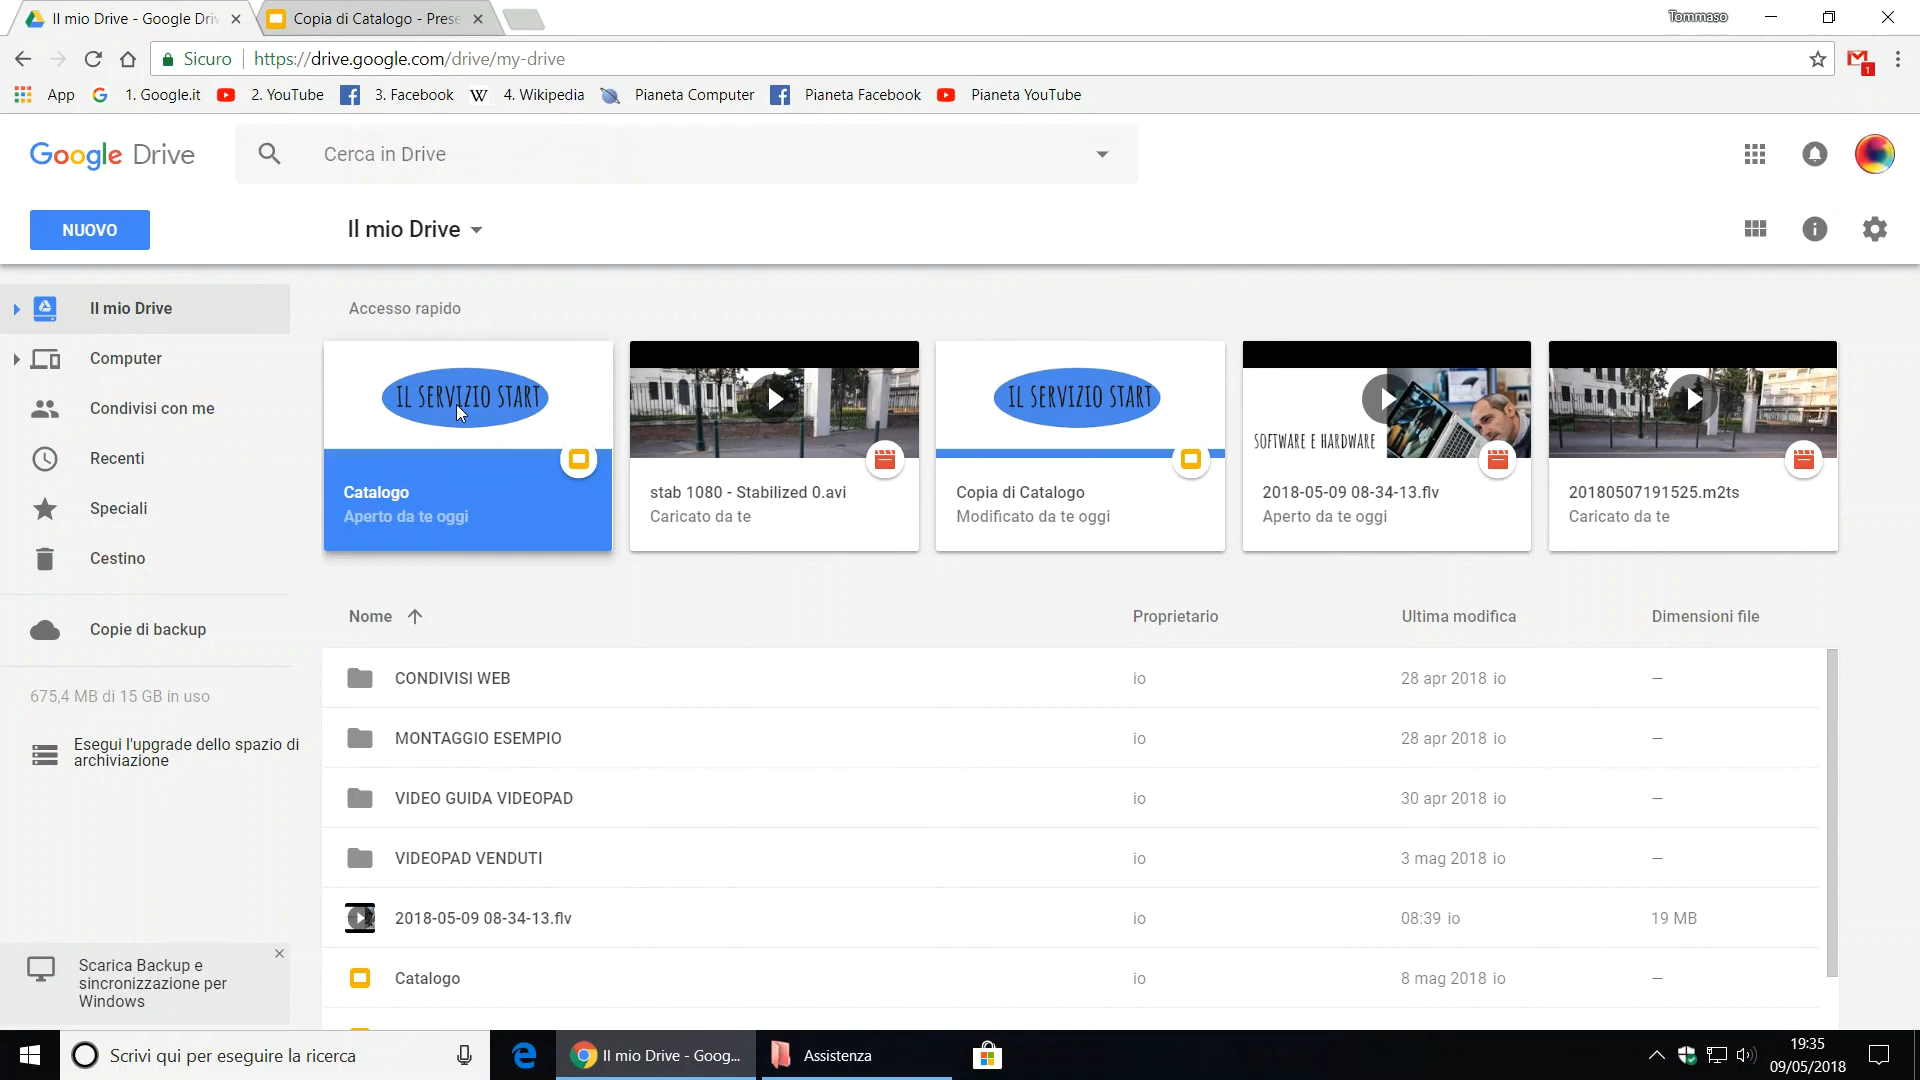 Il mio Drive - Google Driv
Copia di Catalogo - Prese
Tommaso
Sicuro
https://drive.google.com/drive/my-drive
1
App
1. Google.it
2. YouTube
3. Facebook
W
4. Wikipedia
Pianeta Computer
Pianeta Facebook
Pianeta YouTube
Google Drive
Cerca in Drive
NUOVO
Il mio Drive
Il mio Drive
Computer
Condivisi con me
Recenti
Speciali
Cestino
Copie di backup
675,4 MB di 15 GB in uso
Esegui l'upgrade dello spazio di
archiviazione
Scarica Backup e
sincronizzazione per
Windows
Accesso rapido
IL SERVIZIO START
Catalogo
Aperto da te oggi
stab 1080 - Stabilized 0.avi
Caricato da te
IL SERVIZIO START
Copia di Catalogo
Modificato da te oggi
SOFTWARE E HARDWARE
2018-05-09 08-34-13.flv
Aperto da te oggi
20180507191525.m2ts
Caricato da te
Nome Proprietario Ultima modifica Dimensioni file
CONDIVISI WEB io 28 apr 2018 io –
MONTAGGIO ESEMPIO io 28 apr 2018 io –
VIDEO GUIDA VIDEOPAD io 30 apr 2018 io –
VIDEOPAD VENDUTI io 3 mag 2018 io –
2018-05-09 08-34-13.flv io 08:39 io 19 MB
Catalogo io 8 mag 2018 io –
Scrivi qui per eseguire la ricerca
Il mio Drive - Goog...
Assistenza
19:35
09/05/2018